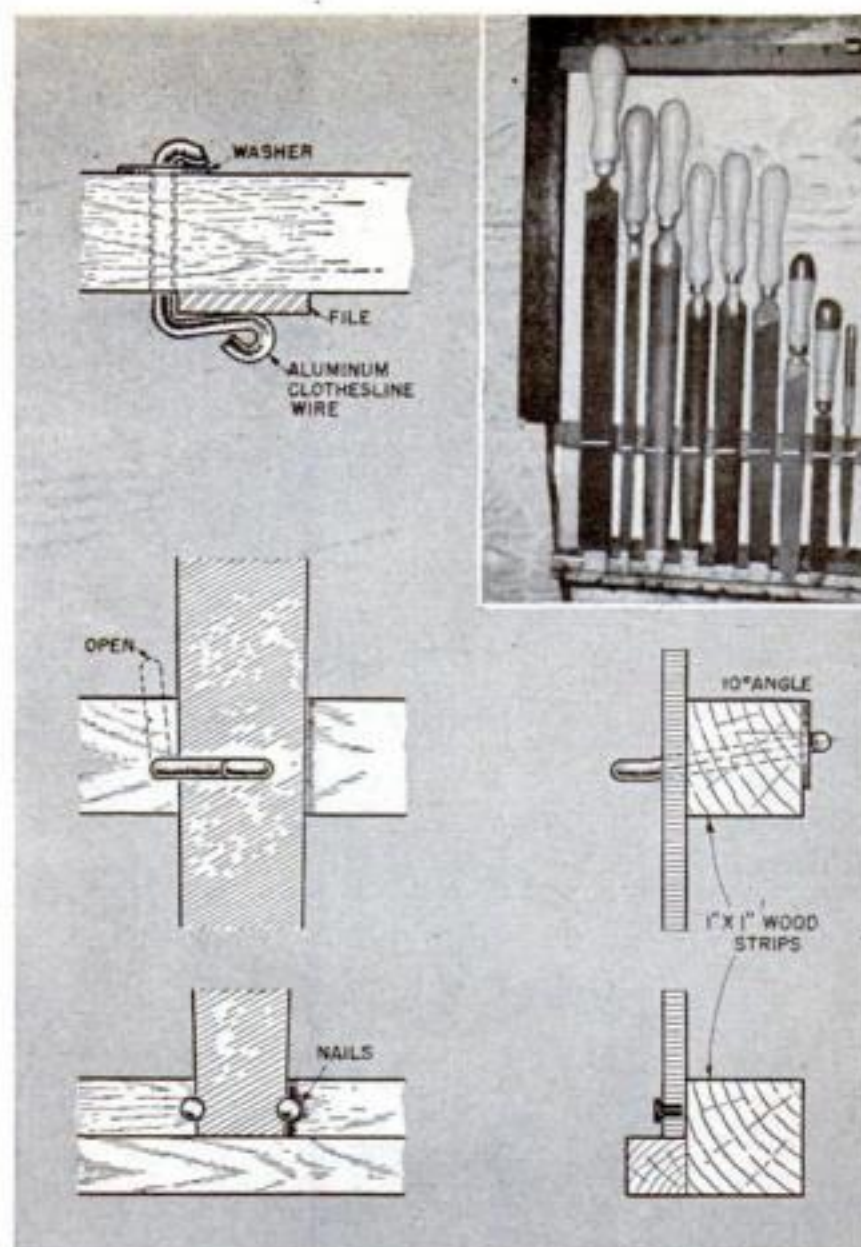 WASHER
FILE
ALUMINUM
CLOTHESLINE
WIRE
OPEN
10° ANGLE
1" X 1" WOOD
STRIPS
NAILS